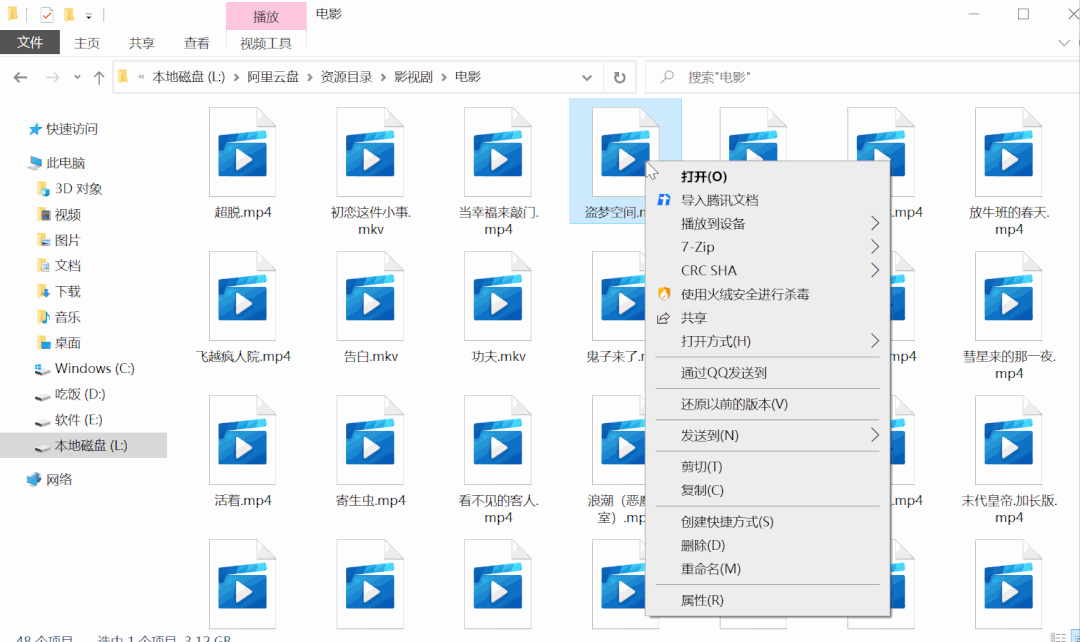 播放
电影
文件
主页
共享
查看
视频工具
« 本地磁盘 (L:) › 阿里云盘 › 资源目录 › 影视剧 › 电影
搜索"电影"
快速访问
此电脑
3D 对象
视频
图片
文档
下载
音乐
桌面
Windows (C:)
吃饭 (D:)
软件 (E:)
本地磁盘 (L:)
网络
超脱.mp4
初恋这件小事.
mkv
当幸福来敲门.
mp4
盗梦空间.m
.mp4
放牛班的春天.
mp4
飞越疯人院.mp4
告白.mkv
功夫.mkv
鬼子来了.m
mp4
彗星来的那一夜.
mp4
活着.mp4
寄生虫.mp4
看不见的客人.
mp4
浪潮（恶魔
室）.mp
.mp4
末代皇帝.加长版.
mp4
打开(O)
导入腾讯文档
播放到设备
7-Zip
CRC SHA
使用火绒安全进行杀毒
共享
打开方式(H)
通过QQ发送到
还原以前的版本(V)
发送到(N)
剪切(T)
复制(C)
创建快捷方式(S)
删除(D)
重命名(M)
属性(R)
48 个项目
选中 1 个项目 3.12 GB